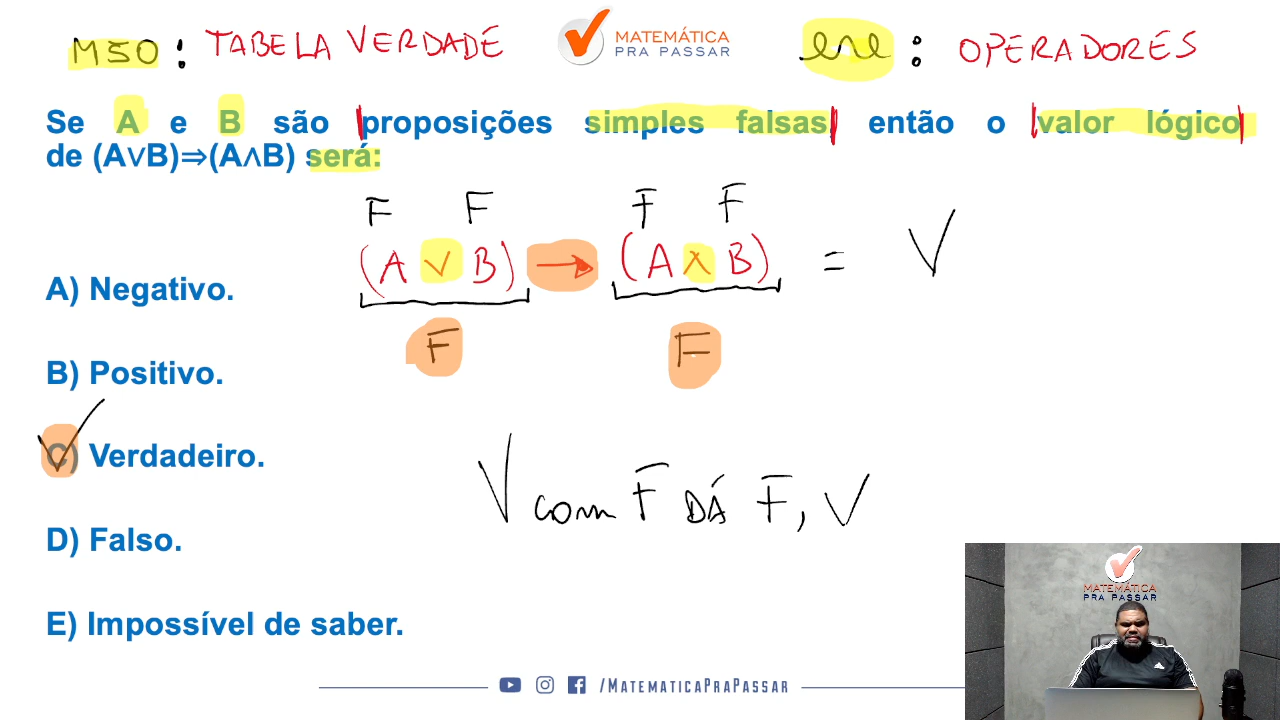 M50 : TABELA VERDADE
MATEMÁTICA
PRA PASSAR
: OPERADORES
Se A e B são proposições simples falsas, então o valor lógico
de (A∨B)⇒(A∧B) será:
F F F F
(A ∨ B) → (A ∧ B) = V
F F
A) Negativo.
B) Positivo.
C) Verdadeiro.
V com F DÁ F, V
D) Falso.
E) Impossível de saber.
MATEMÁTICA
PRA PASSAR
/MatematicaPraPassar